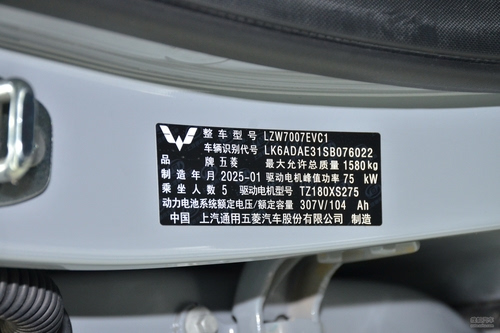 整车型号 LZW7007EVC1
车辆识别代号 LK6ADAE31SB076022
品牌 五菱 最大允许总质量 1580kg
制造年月 2025-01 驱动电机峰值功率 75 kW
乘坐人数 5 驱动电机型号 TZ180XS275
动力电池系统额定电压/额定容量 307V/104 Ah
中国 上汽通用五菱汽车股份有限公司 制造